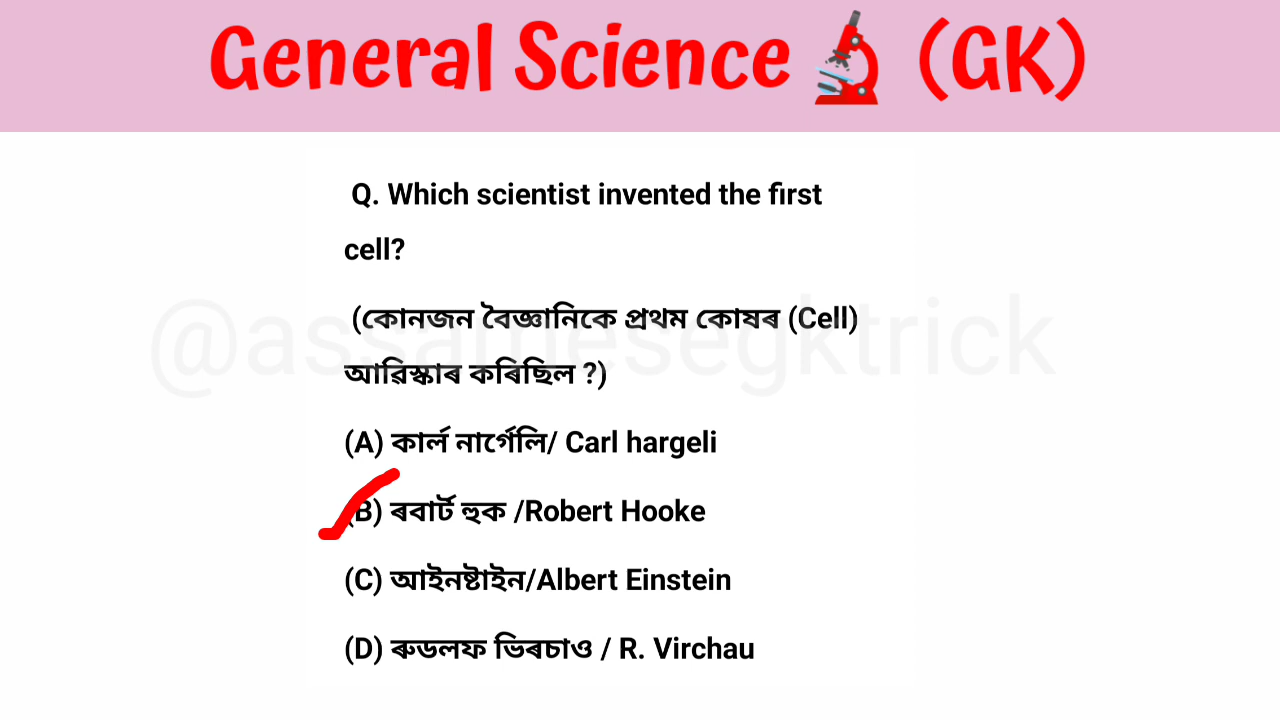 General Science🔬 (GK)
Q. Which scientist invented the first
cell?
(কোনজন বৈজ্ঞানিকে প্ৰথম কোষৰ (Cell)
আৱিস্কাৰ কৰিছিল ?)
@assamesegktrick
(A) কাৰ্ল নাৰ্গেলি/ Carl hargeli
(B) ৰবাৰ্ট হুক /Robert Hooke
(C) আইনষ্টাইন/Albert Einstein
(D) ৰুডলফ ভিৰচাও / R. Virchau